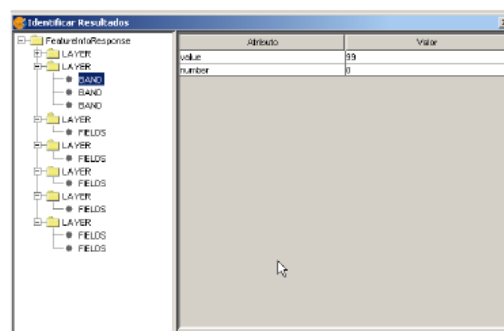 Identificar Resultados
FeatureInfoResponse
LAYER
LAYER
BAND
BAND
BAND
LAYER
FIELDS
LAYER
FIELDS
LAYER
FIELDS
LAYER
FIELDS
LAYER
FIELDS
FIELDS
Atributo Valor
value 99
number 0